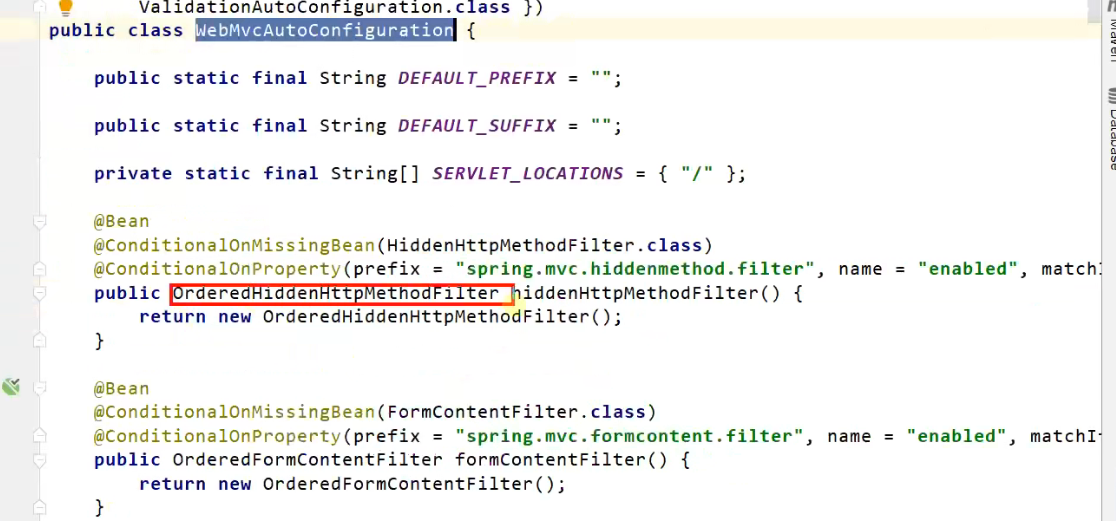 ValidationAutoConfiguration.class })
public class WebMvcAutoConfiguration {
public static final String DEFAULT_PREFIX = "";
public static final String DEFAULT_SUFFIX = "";
private static final String[] SERVLET_LOCATIONS = { "/" };
@Bean
@ConditionalOnMissingBean(HiddenHttpMethodFilter.class)
@ConditionalOnProperty(prefix = "spring.mvc.hiddenmethod.filter", name = "enabled", matchI
public OrderedHiddenHttpMethodFilter hiddenHttpMethodFilter() {
return new OrderedHiddenHttpMethodFilter();
}
@Bean
@ConditionalOnMissingBean(FormContentFilter.class)
@ConditionalOnProperty(prefix = "spring.mvc.formcontent.filter", name = "enabled", matchI
public OrderedFormContentFilter formContentFilter() {
return new OrderedFormContentFilter();
}
Maven
Database